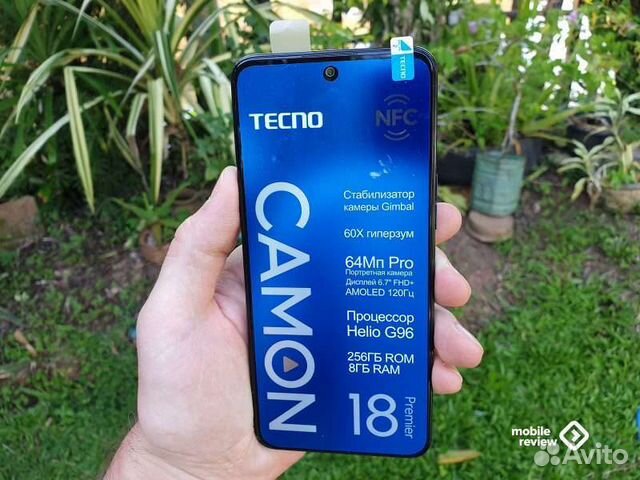 TECNO
NFC
TECNO
CAMON
Стабилизатор
камеры Gimbal
60X гиперзум
64Мп Pro
Портретная камера
Дисплей 6.7" FHD+
AMOLED 120Гц
Процессор
Helio G96
256ГБ ROM
8ГБ RAM
18
Premier
mobile
review
Avito